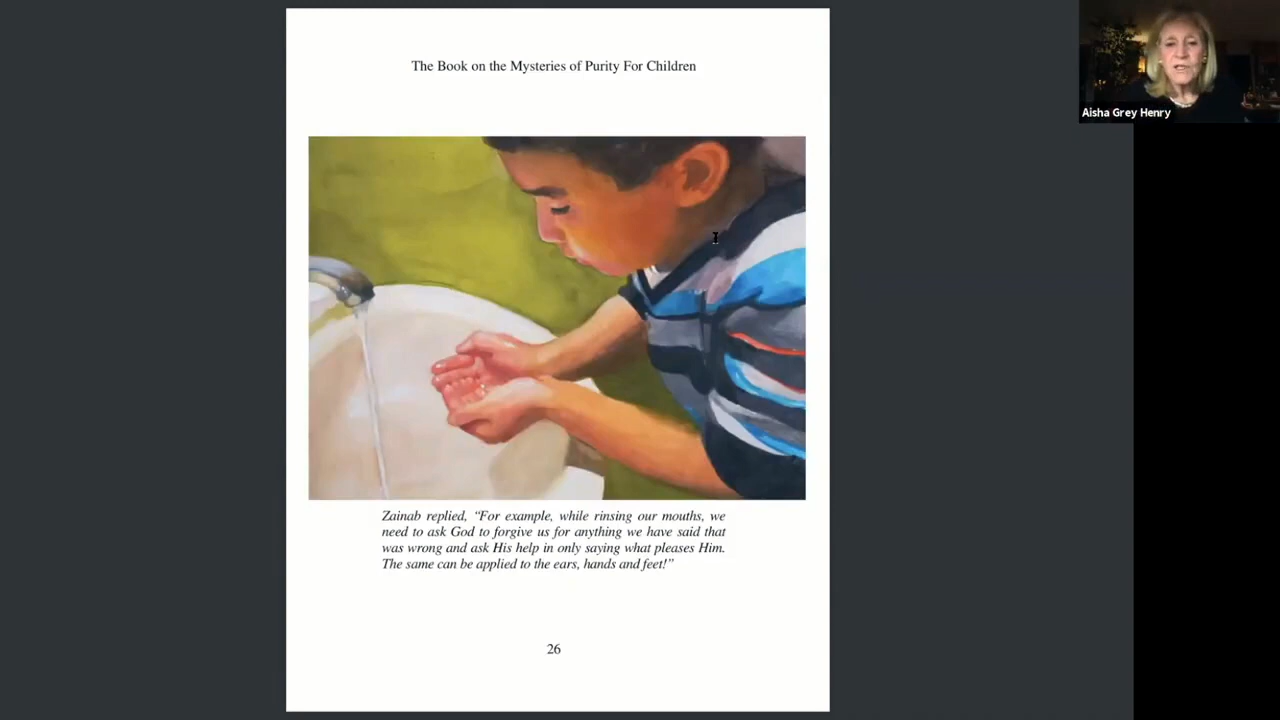 The Book on the Mysteries of Purity For Children
Aisha Grey Henry
Zainab replied, “For example, while rinsing our mouths, we
need to ask God to forgive us for anything we have said that
was wrong and ask His help in only saying what pleases Him.
The same can be applied to the ears, hands and feet!”
26